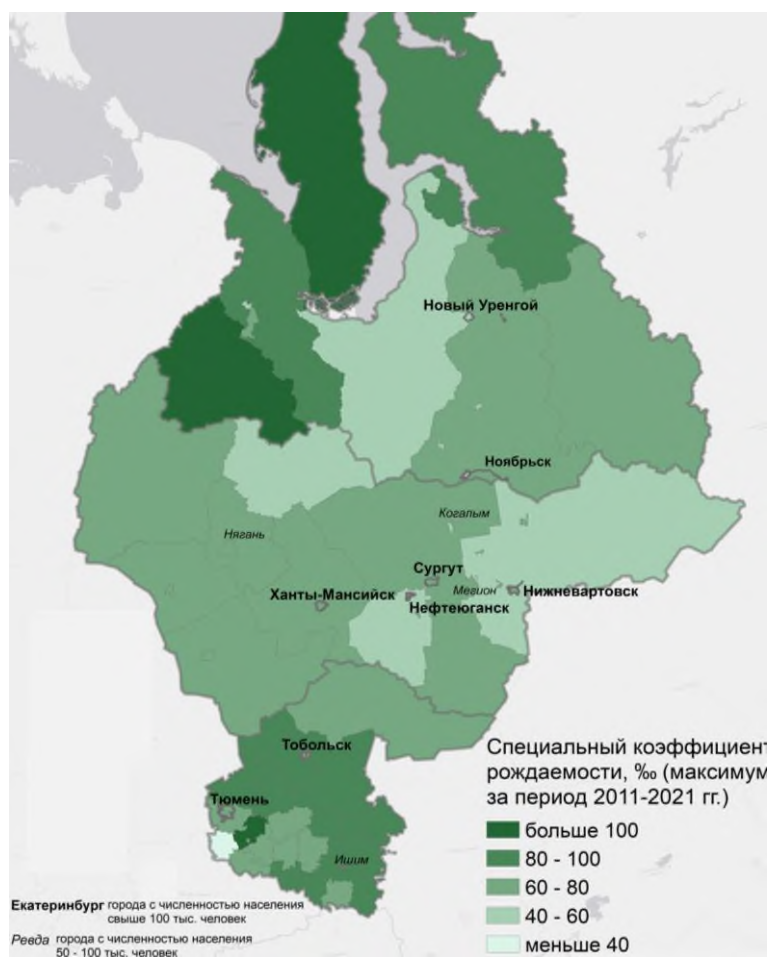 Новый Уренгой
Ноябрьск
Когалым
Нягань
Сургут
Мегион
Ханты-Мансийск
Нижневартовск
Нефтеюганск
Тобольск
Тюмень
Ишим
Специальный коэффициент
рождаемости, ‰ (максимум
за период 2011-2021 гг.)
больше 100
80 - 100
60 - 80
40 - 60
меньше 40
Екатеринбург города с численностью населения
свыше 100 тыс. человек
Ревда города с численностью населения
50 - 100 тыс. человек